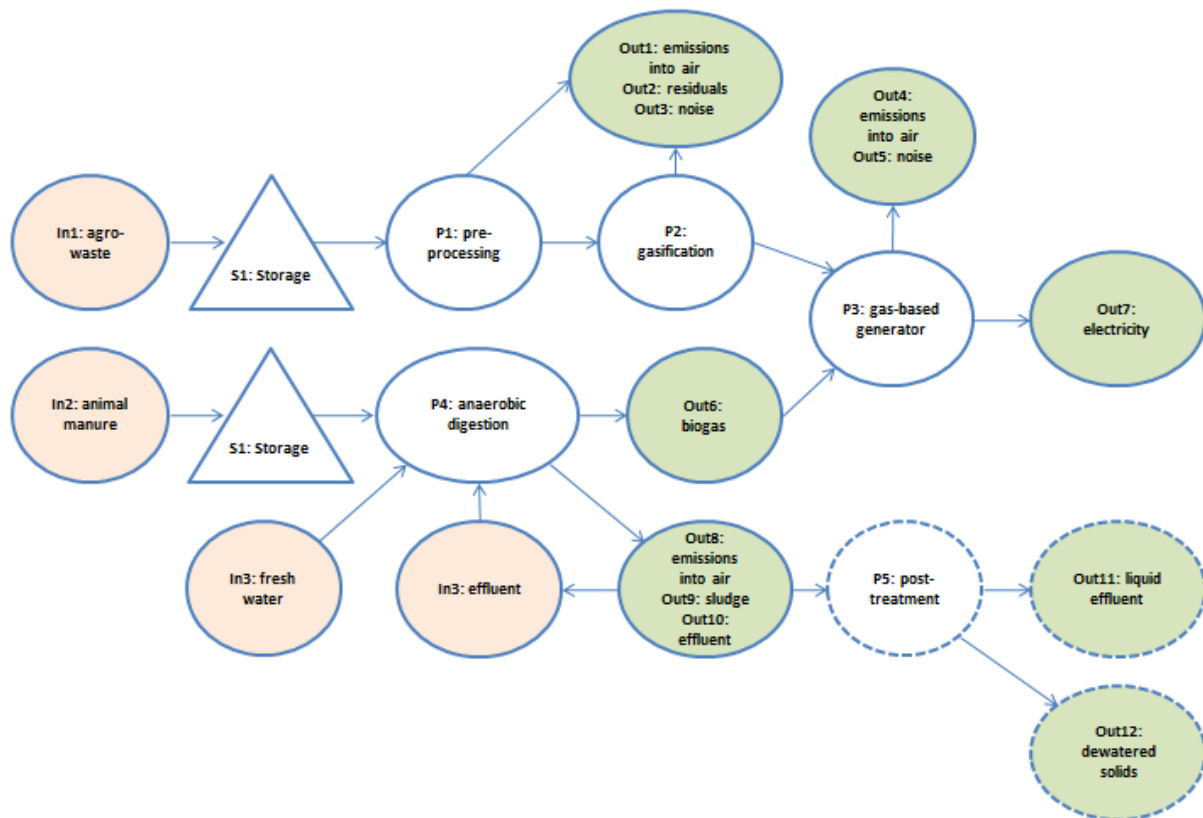 Out1: emissions
into air
Out2: residuals
Out3: noise
Out4:
emissions
into air
Out5: noise
In1: agro-
waste
S1: Storage
P1: pre-
processing
P2:
gasification
P3: gas-based
generator
Out7:
electricity
In2: animal
manure
S1: Storage
P4: anaerobic
digestion
Out6:
biogas
In3: fresh
water
In3: effluent
Out8:
emissions
into air
Out9: sludge
Out10:
effluent
P5: post-
treatment
Out11: liquid
effluent
Out12:
dewatered
solids